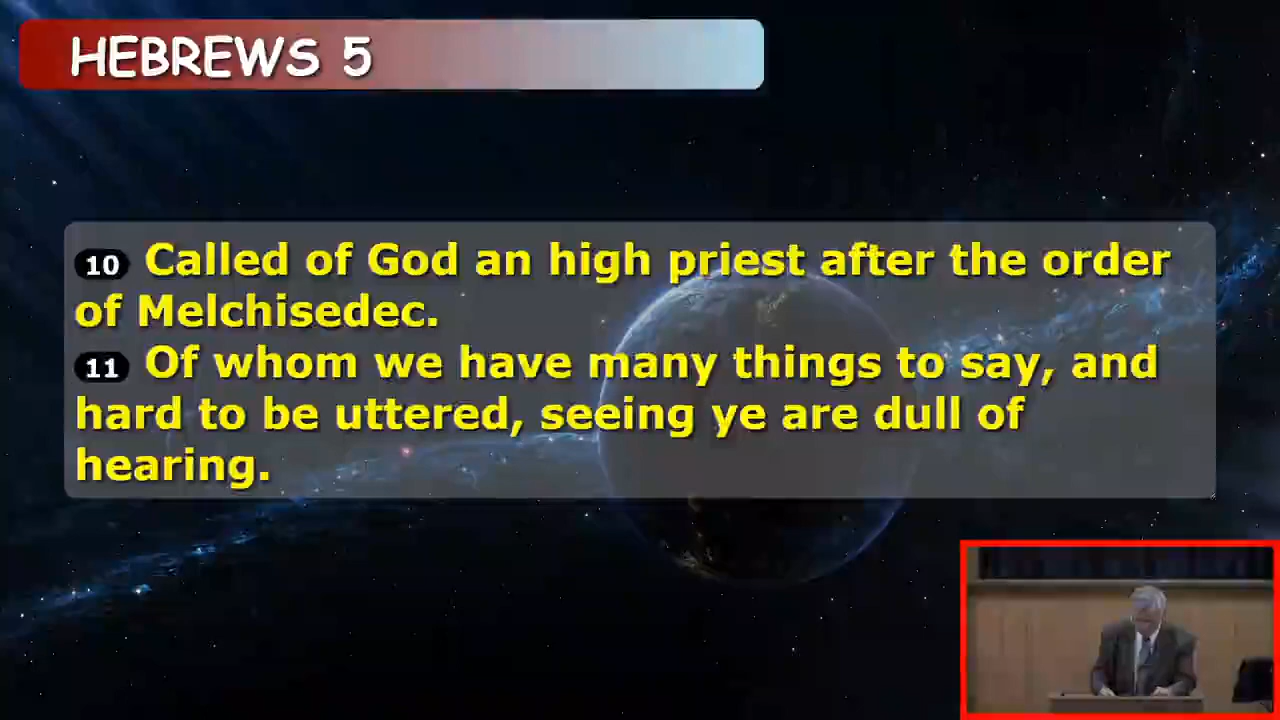 HEBREWS 5
10 Called of God an high priest after the order
of Melchisedec.
11 Of whom we have many things to say, and
hard to be uttered, seeing ye are dull of
hearing.